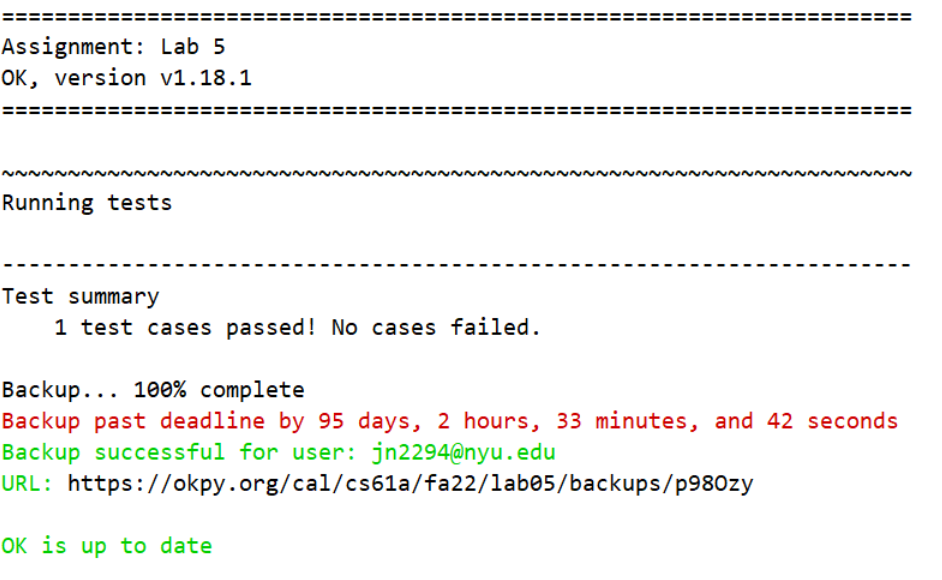 =====================================================================
Assignment: Lab 5
OK, version v1.18.1
=====================================================================
~~~~~~~~~~~~~~~~~~~~~~~~~~~~~~~~~~~~~~~~~~~~~~~~~~~~~~~~~~~~~~~~~~~~~
Running tests
---------------------------------------------------------------------
Test summary
    1 test cases passed! No cases failed.
Backup... 100% complete
Backup past deadline by 95 days, 2 hours, 33 minutes, and 42 seconds
Backup successful for user: jn2294@nyu.edu
URL: https://okpy.org/cal/cs61a/fa22/lab05/backups/p98Ozy
OK is up to date